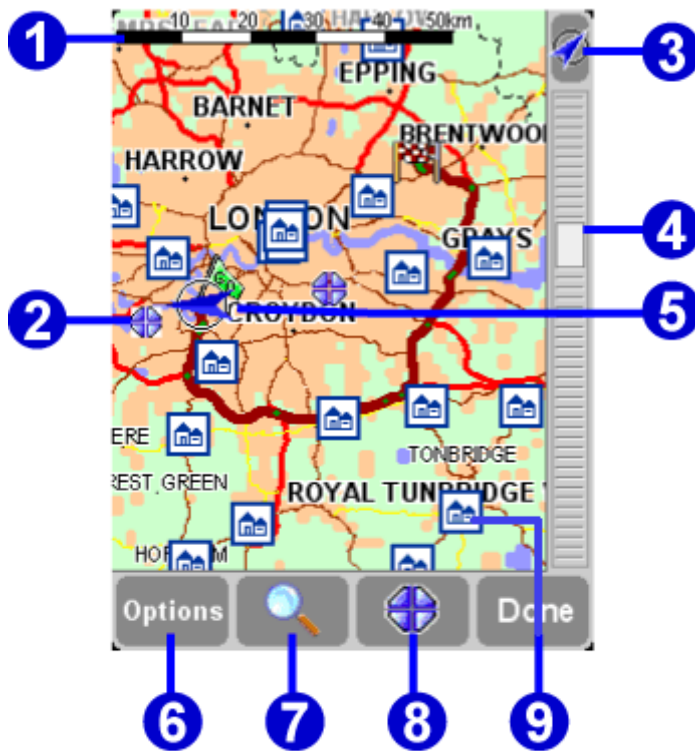 10 20 30 40 50km
1
3
EPPING
BARNET
BRENTWOO
HARROW
LONDON
GRAYS
4
2
CROYDON
5
ERE
TONBRIDGE
REST GREEN
ROYAL TUNBRIDGE
9
Options
Done
6
7
8